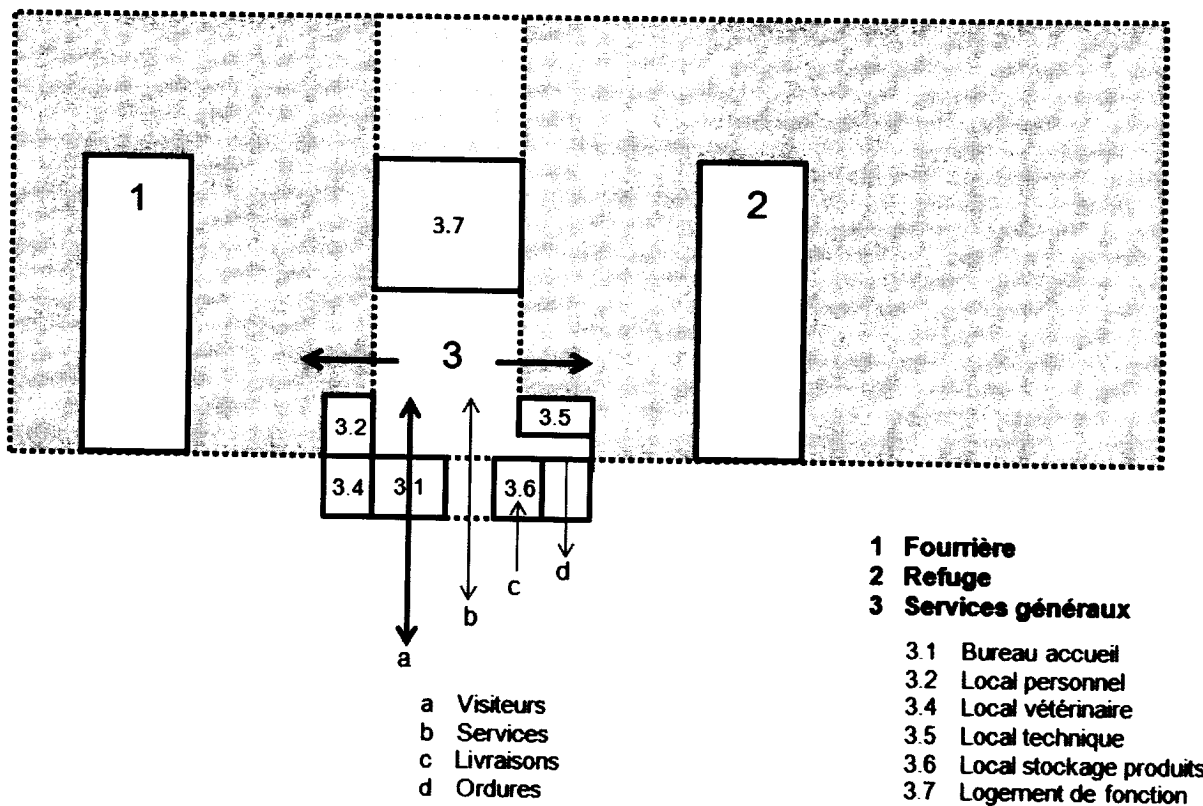 1
2
3.7
3
3.2
3.5
3.4
3.1
3.6
c
d
b
a
a Visiteurs
b Services
c Livraisons
d Ordures
1 Fourrière
2 Refuge
3 Services généraux
3.1 Bureau accueil
3.2 Local personnel
3.4 Local vétérinaire
3.5 Local technique
3.6 Local stockage produits
3.7 Logement de fonction